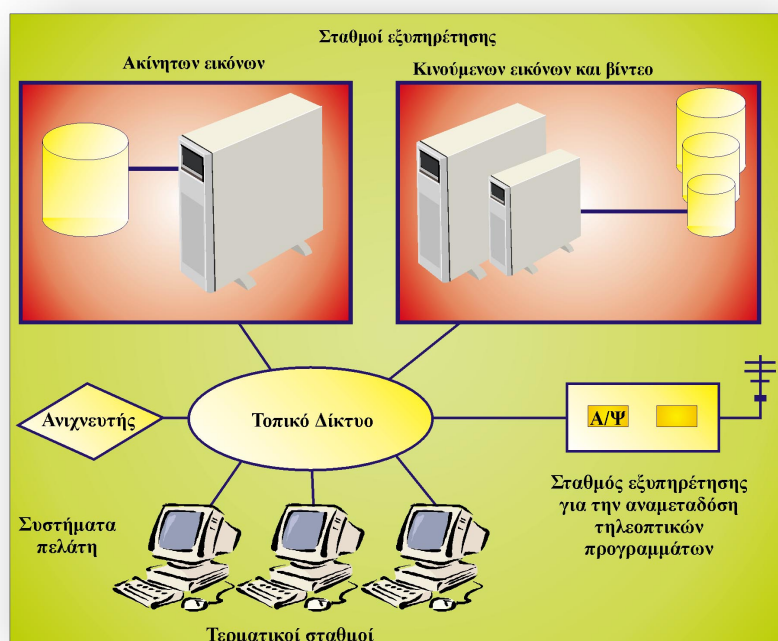 Σταθμοί εξυπηρέτησης
Ακίνητων εικόνων
Κινούμενων εικόνων και βίντεο
Ανιχνευτής
Τοπικό Δίκτυο
Α/Ψ
Σταθμός εξυπηρέτησης
για την αναμεταδόση
τηλεοπτικών
προγραμμάτων
Συστήματα
πελάτη
Τερματικοί σταθμοί